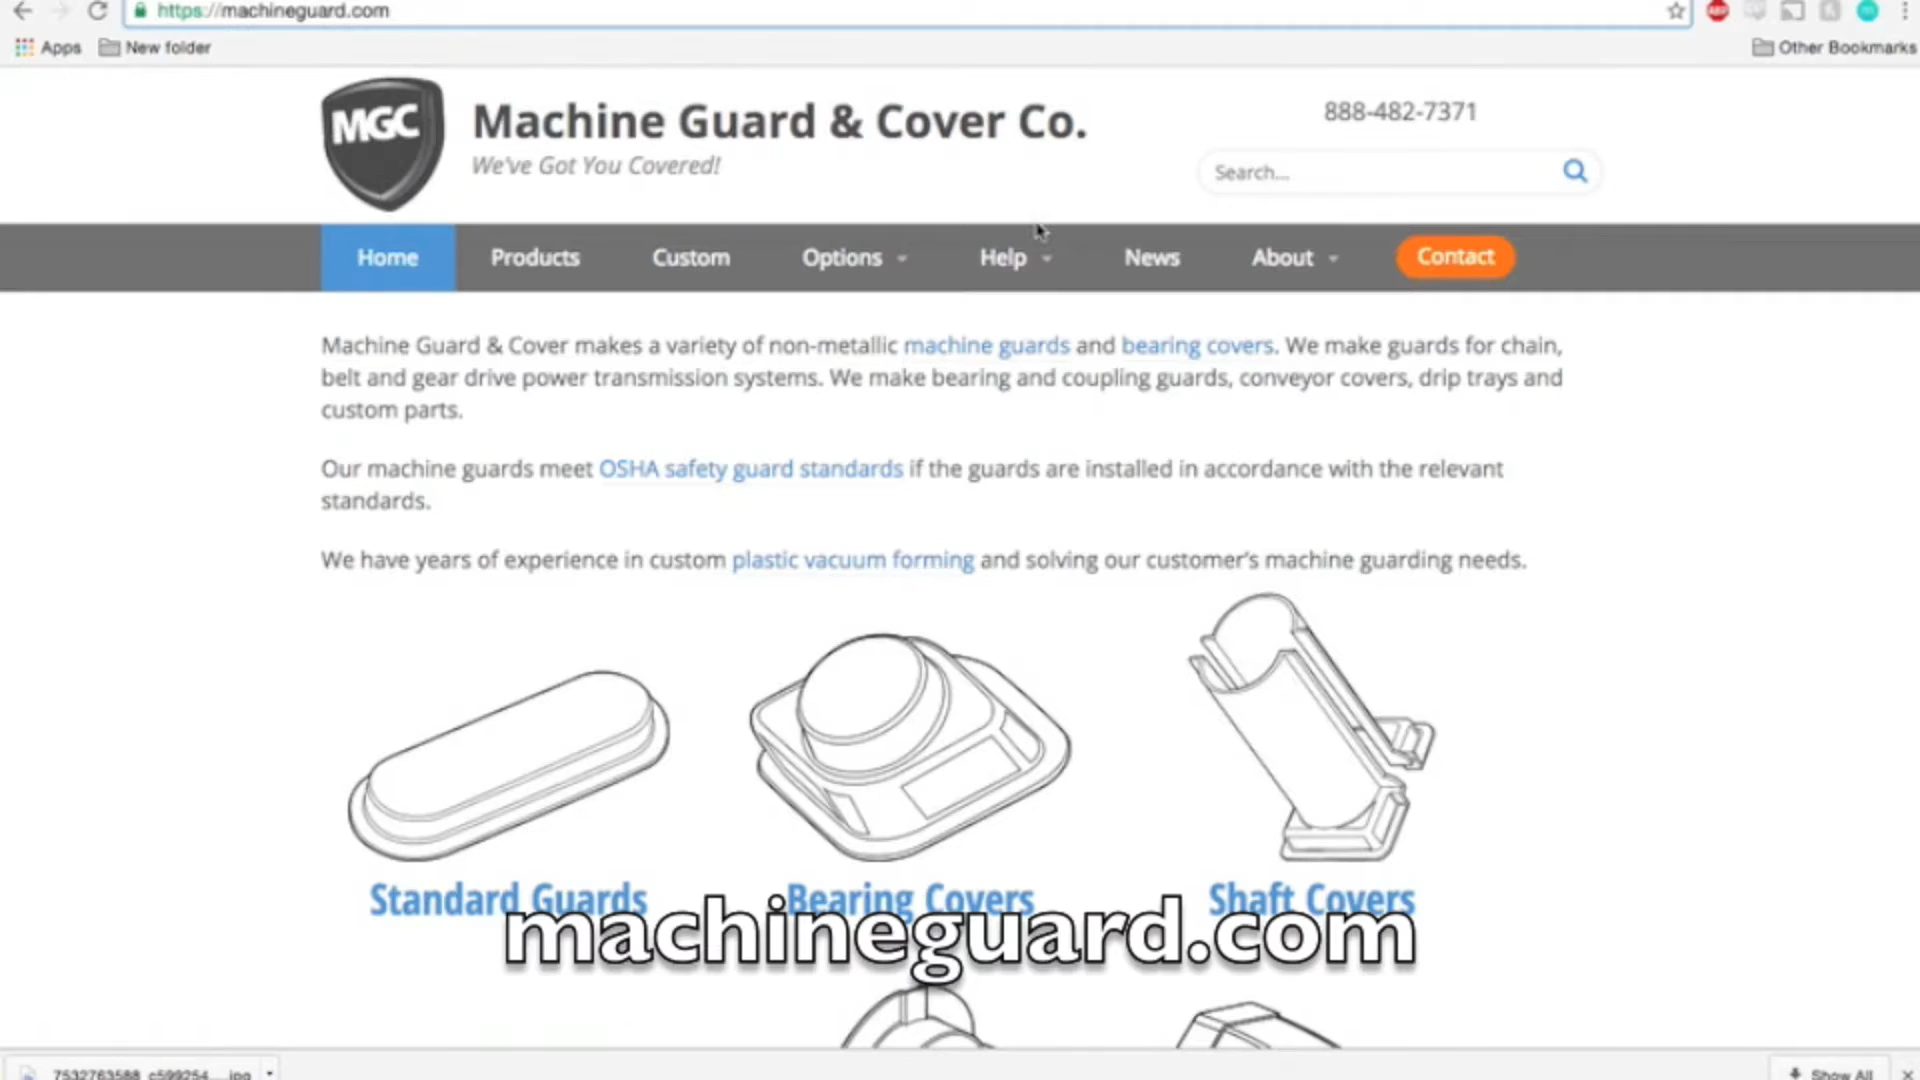 https://machineguard.com
Apps New folder Other Bookmarks
MGC
Machine Guard & Cover Co.
We've Got You Covered!
888-482-7371
Search...
Home Products Custom Options Help News About Contact
Machine Guard & Cover makes a variety of non-metallic machine guards and bearing covers. We make guards for chain,
belt and gear drive power transmission systems. We make bearing and coupling guards, conveyor covers, drip trays and
custom parts.
Our machine guards meet OSHA safety guard standards if the guards are installed in accordance with the relevant
standards.
We have years of experience in custom plastic vacuum forming and solving our customer's machine guarding needs.
Standard Guards Bearing Covers Shaft Covers
machineguard.com
7532763588_c599254....jpg Show All